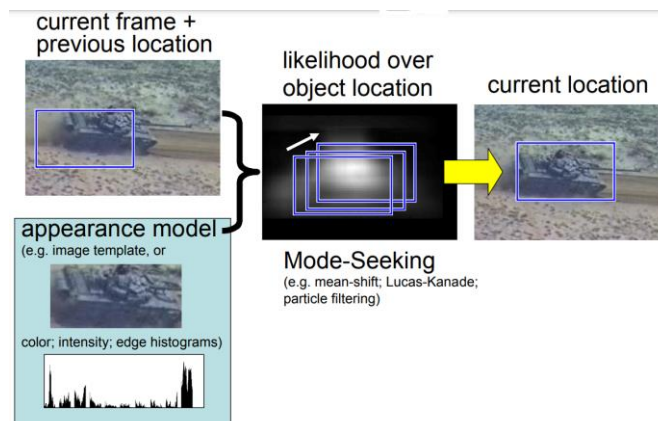 current frame +
previous location
likelihood over
object location
current location
appearance model
(e.g. image template, or
color; intensity; edge histograms)
Mode-Seeking
(e.g. mean-shift; Lucas-Kanade;
particle filtering)